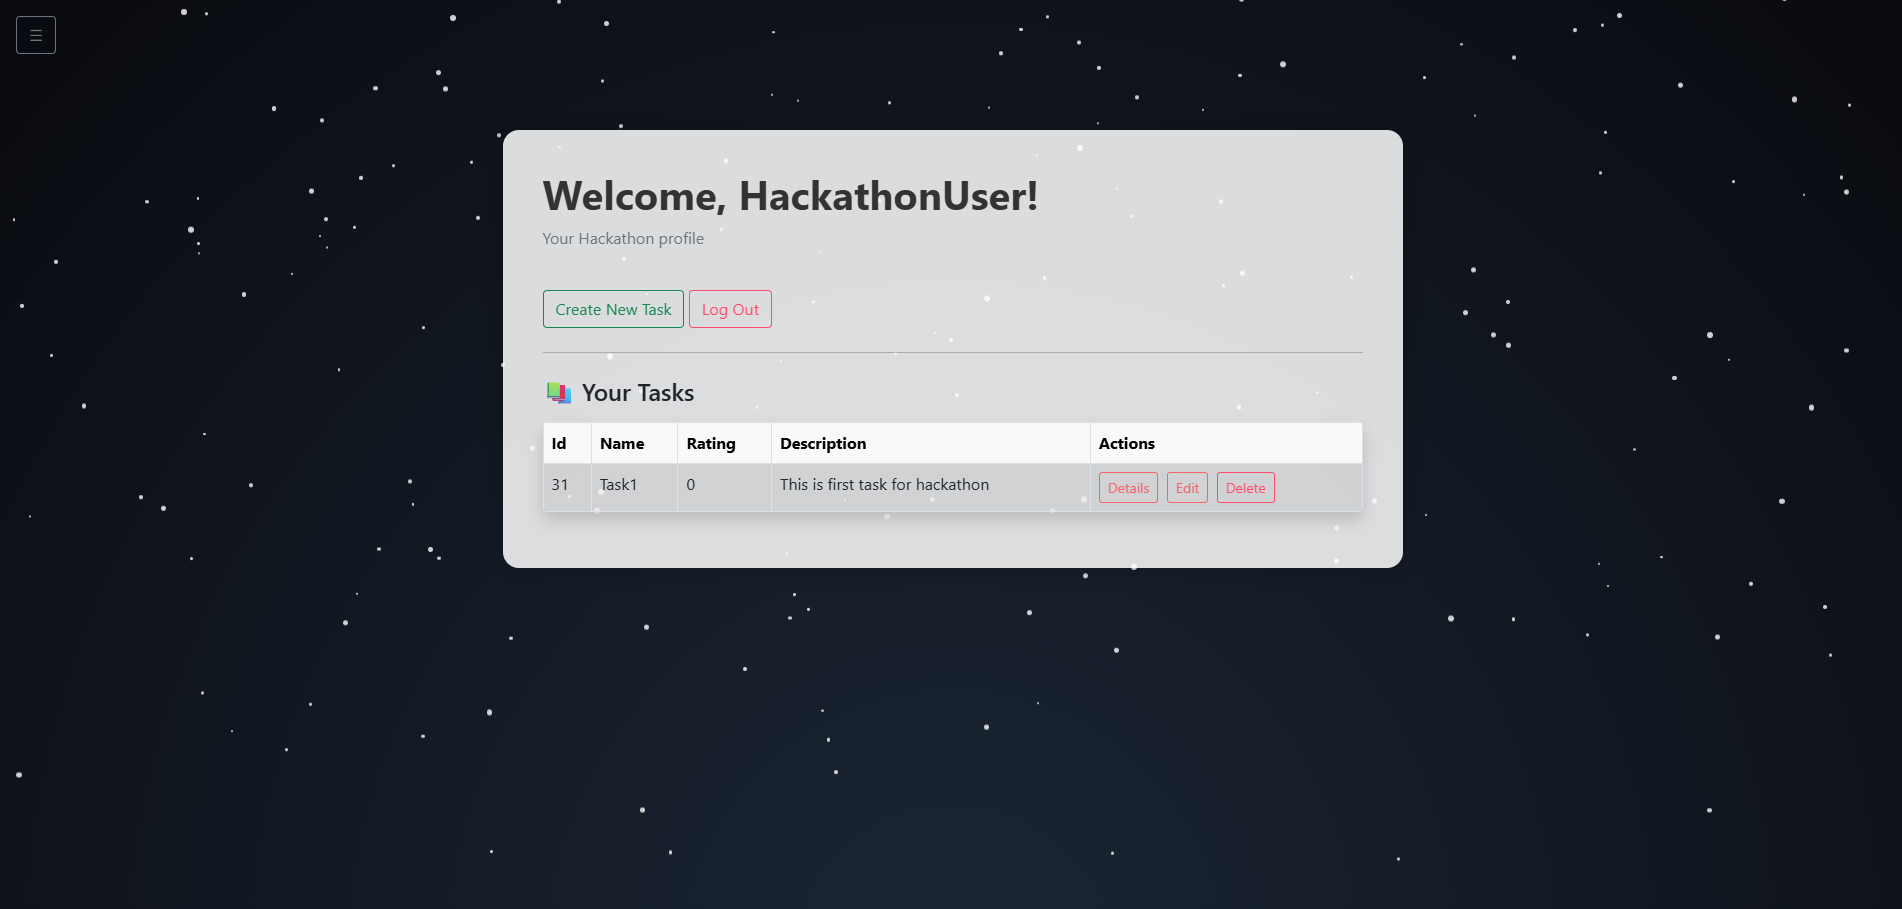 ☰
Welcome, HackathonUser!
Your Hackathon profile
Create New Task Log Out
📚 Your Tasks
Id Name Rating Description Actions
31 Task1 0 This is first task for hackathon Details Edit Delete